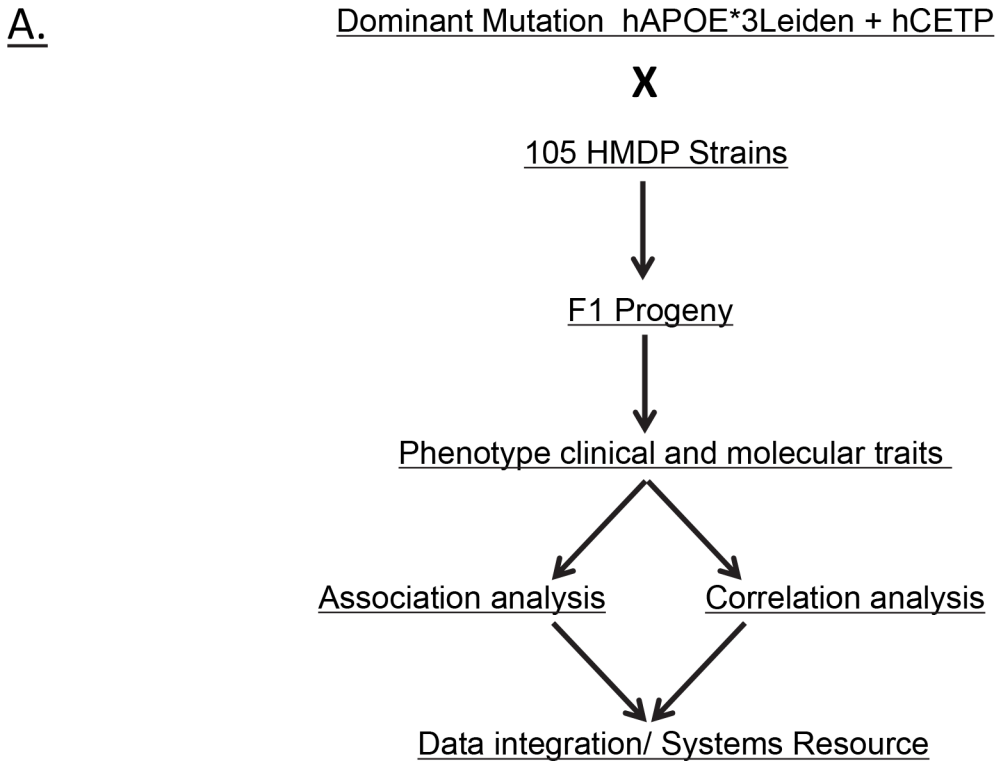 A.
Dominant Mutation hAPOE*3Leiden + hCETP
X
105 HMDP Strains
F1 Progeny
Phenotype clinical and molecular traits
Association analysis
Correlation analysis
Data integration/ Systems Resource